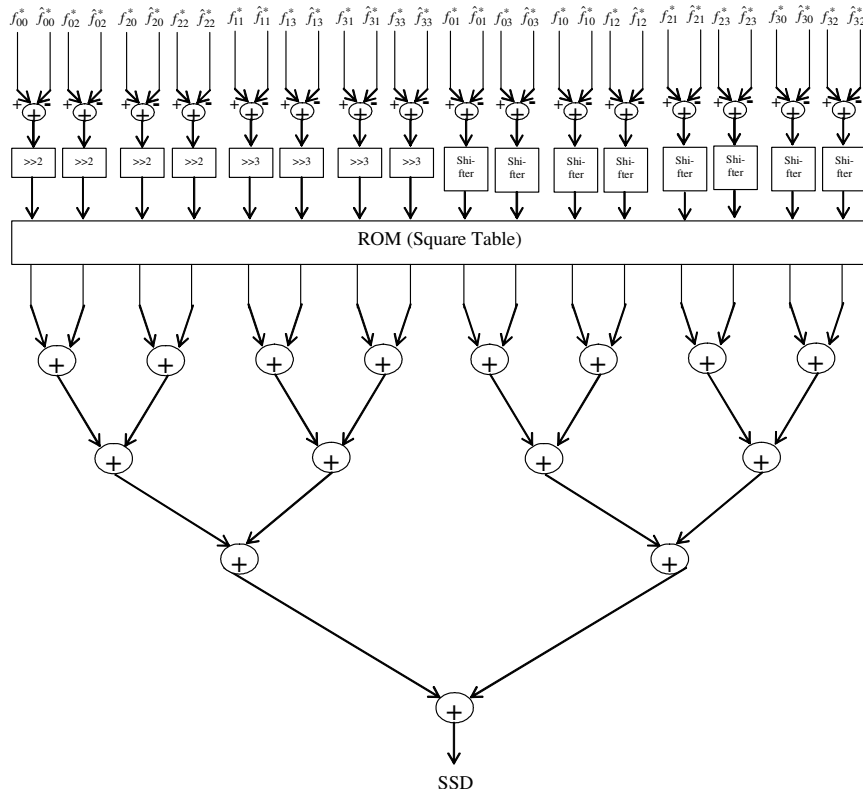 f*00 f̂*00 f*02 f̂*02 f*20 f̂*20 f*22 f̂*22 f*11 f̂*11 f*13 f̂*13 f*31 f̂*31 f*33 f̂*33 f*01 f̂*01 f*03 f̂*03 f*10 f̂*10 f*12 f̂*12 f*21 f̂*21 f*23 f̂*23 f*30 f̂*30 f*32 f̂*32
+ - + - + - + - + - + - + - + - + - + - + - + - + - + - + - + -
+ + + + + + + + + + + + + + + +
>>2 >>2 >>2 >>2 >>3 >>3 >>3 >>3 Shi- Shi- Shi- Shi- Shi- Shi- Shi- Shi-
fter fter fter fter fter fter fter fter
ROM (Square Table)
+ + + + + + + +
+ + + +
+ +
+
SSD